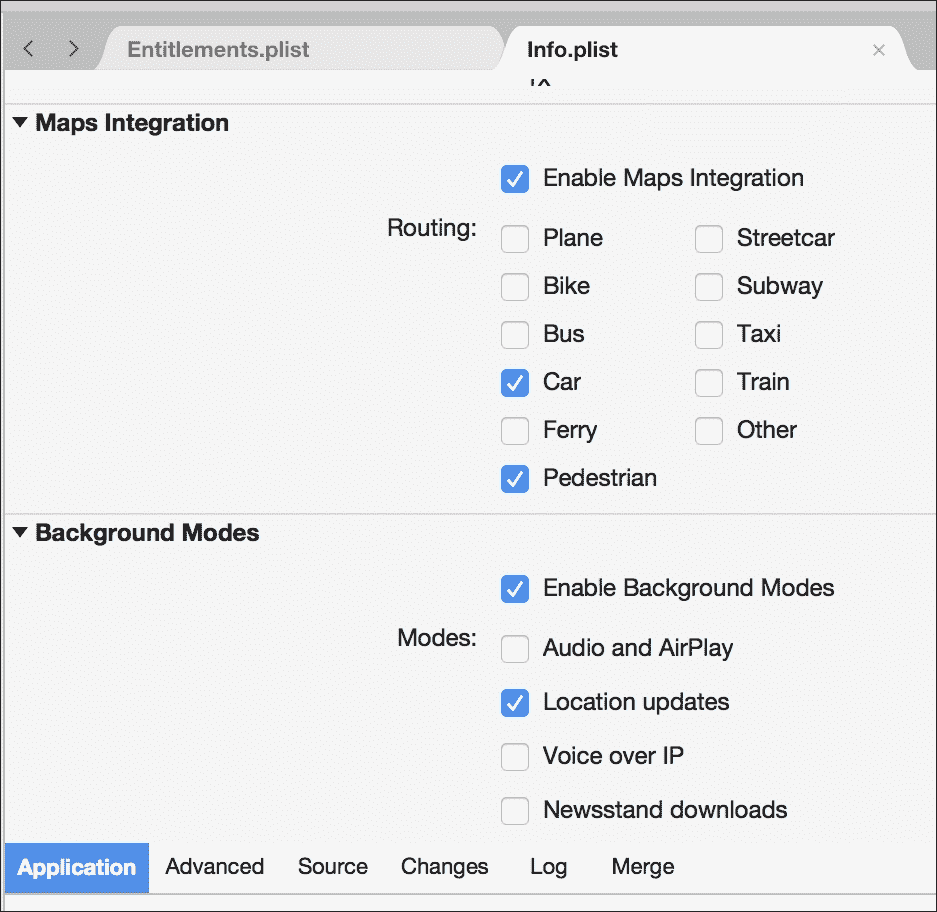 Entitlements.plist Info.plist
Maps Integration
Enable Maps Integration
Routing: Plane Streetcar
Bike Subway
Bus Taxi
Car Train
Ferry Other
Pedestrian
Background Modes
Enable Background Modes
Modes: Audio and AirPlay
Location updates
Voice over IP
Newsstand downloads
Application Advanced Source Changes Log Merge